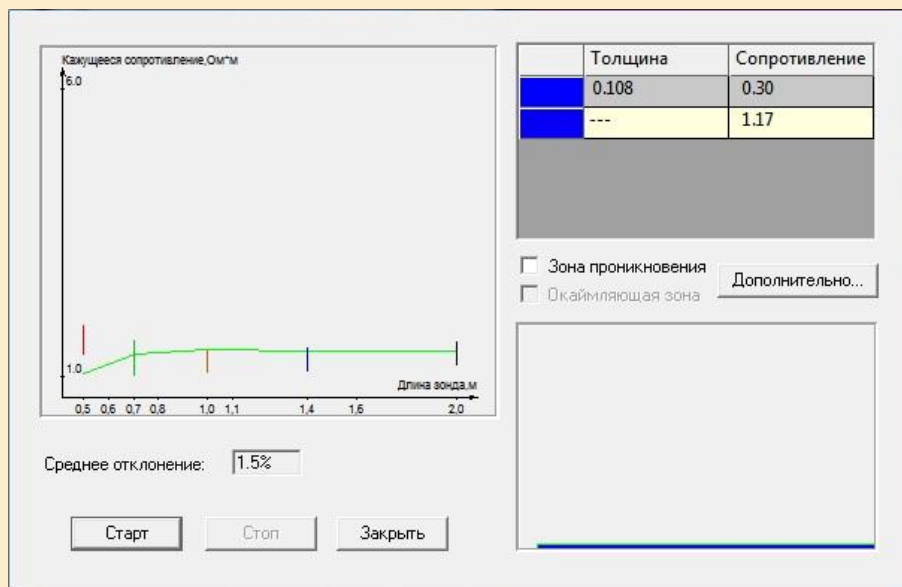 Кажущееся сопротивление,Ом*м
6.0
1.0
Длина зонда,м
0,5 0,6 0,7 0,8 1,0 1,1 1,4 1,6 2,0
Толщина Сопротивление
0.108 0.30
--- 1.17
Зона проникновения
Окаймляющая зона
Дополнительно...
Среднее отклонение: 1.5%
Старт Стоп Закрыть